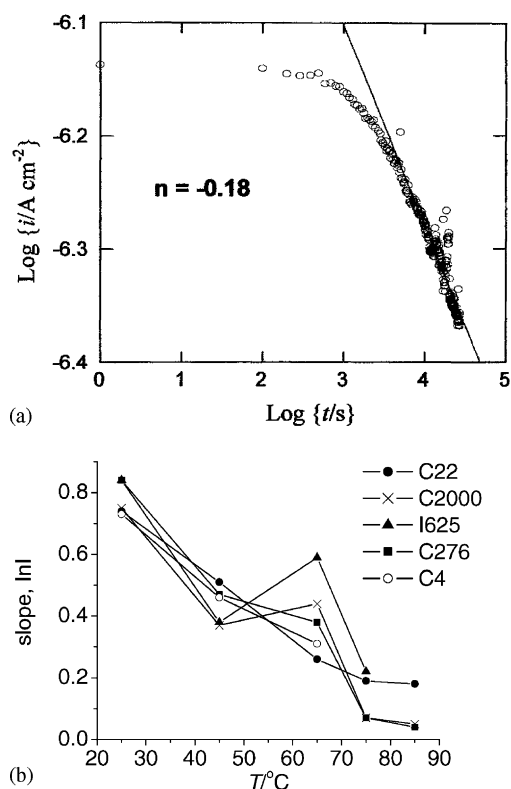 (a)
-6.1
-6.2
-6.3
-6.4
Log {i/A cm-2}
n = -0.18
0
1
2
3
4
5
Log {t/s}
(b)
0.8
0.6
0.4
0.2
0.0
slope, InI
C22
C2000
I625
C276
C4
20
30
40
50
60
70
80
90
T/°C